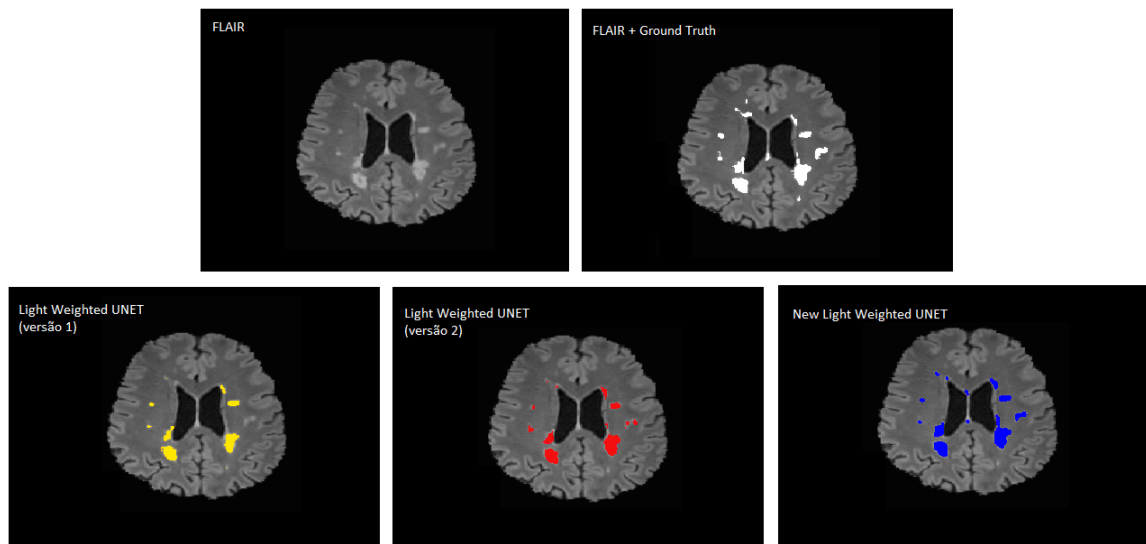 FLAIR
FLAIR + Ground Truth
Light Weighted UNET
(versão 1)
Light Weighted UNET
(versão 2)
New Light Weighted UNET